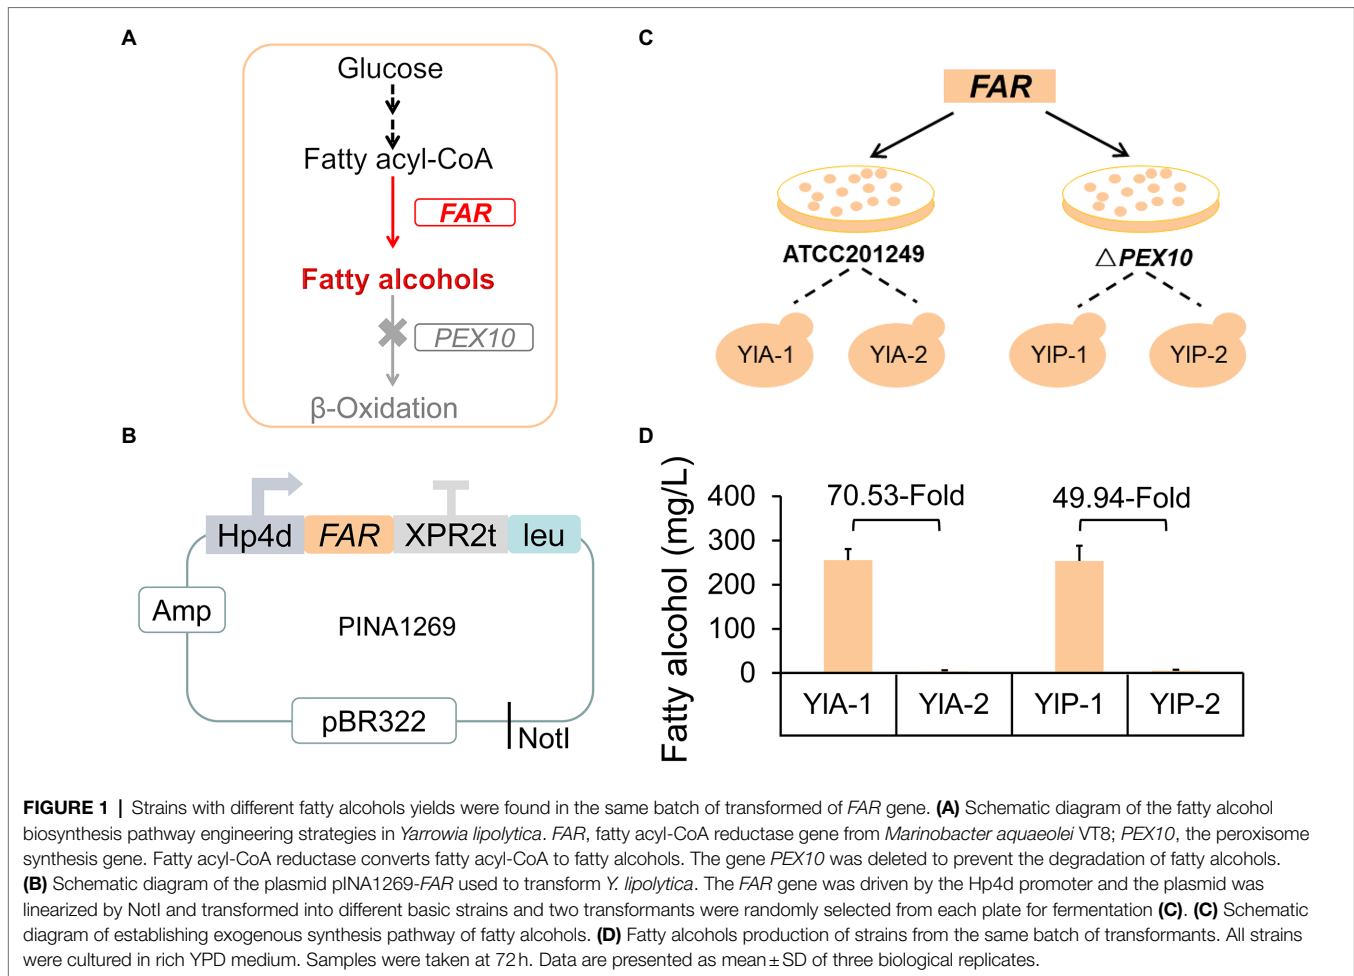 A
Glucose
Fatty acyl-CoA
FAR
Fatty alcohols
PEX10
β-Oxidation
B
Hp4d
FAR
XPR2t
leu
Amp
PINA1269
pBR322
NotI
C
FAR
ATCC201249
△PEX10
YIA-1
YIA-2
YIP-1
YIP-2
D
Fatty alcohol (mg/L)
400
300
200
100
0
70.53-Fold
49.94-Fold
YIA-1
YIA-2
YIP-1
YIP-2
FIGURE 1 | Strains with different fatty alcohols yields were found in the same batch of transformed of FAR gene. (A) Schematic diagram of the fatty alcohol
biosynthesis pathway engineering strategies in Yarrowia lipolytica. FAR, fatty acyl-CoA reductase gene from Marinobacter aquaeolei VT8; PEX10, the peroxisome
synthesis gene. Fatty acyl-CoA reductase converts fatty acyl-CoA to fatty alcohols. The gene PEX10 was deleted to prevent the degradation of fatty alcohols.
(B) Schematic diagram of the plasmid pINA1269-FAR used to transform Y. lipolytica. The FAR gene was driven by the Hp4d promoter and the plasmid was
linearized by NotI and transformed into different basic strains and two transformants were randomly selected from each plate for fermentation (C). (C) Schematic
diagram of establishing exogenous synthesis pathway of fatty alcohols. (D) Fatty alcohols production of strains from the same batch of transformants. All strains
were cultured in rich YPD medium. Samples were taken at 72 h. Data are presented as mean ± SD of three biological replicates.